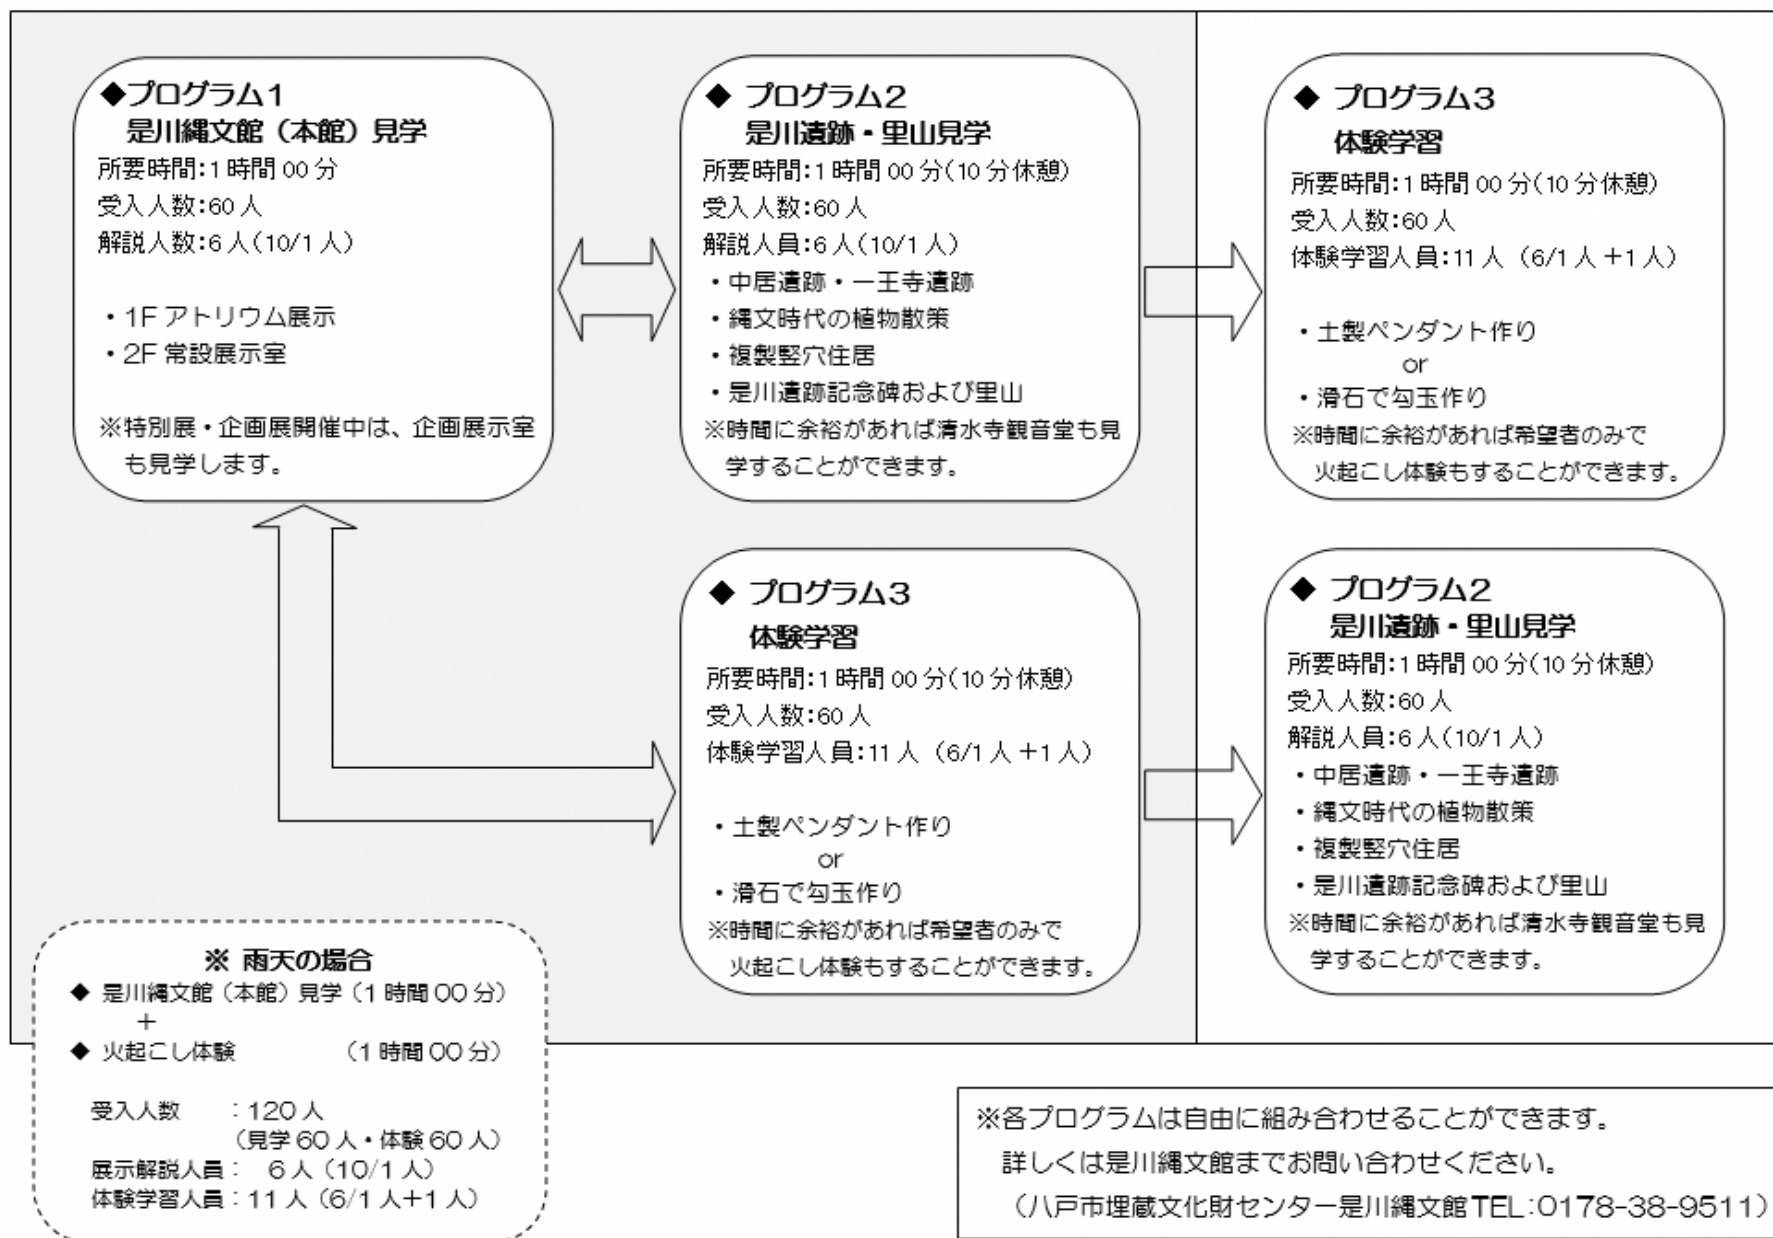 ◆プログラム1
是川縄文館（本館）見学
所要時間:1時間00分
受入人数:60人
解説人数:6人(10/1人)
・1Fアトリウム展示
・2F常設展示室
※特別展・企画展開催中は、企画展示室
も見学します。
◆ プログラム2
是川遺跡・里山見学
所要時間:1時間00分(10分休憩)
受入人数:60人
解説人員:6人(10/1人)
・中居遺跡・一王寺遺跡
・縄文時代の植物散策
・複製竪穴住居
・是川遺跡記念碑および里山
※時間に余裕があれば清水寺観音堂も見
学することができます。
◆ プログラム3
体験学習
所要時間:1時間00分(10分休憩)
受入人数:60人
体験学習人員:11人（6/1人＋1人）
・土製ペンダント作り
or
・滑石で勾玉作り
※時間に余裕があれば希望者のみで
火起こし体験もすることができます。
◆ プログラム3
体験学習
所要時間:1時間00分(10分休憩)
受入人数:60人
体験学習人員:11人（6/1人＋1人）
・土製ペンダント作り
or
・滑石で勾玉作り
※時間に余裕があれば希望者のみで
火起こし体験もすることができます。
◆ プログラム2
是川遺跡・里山見学
所要時間:1時間00分(10分休憩)
受入人数:60人
解説人員:6人(10/1人)
・中居遺跡・一王寺遺跡
・縄文時代の植物散策
・複製竪穴住居
・是川遺跡記念碑および里山
※時間に余裕があれば清水寺観音堂も見
学することができます。
※ 雨天の場合
◆ 是川縄文館（本館）見学（1時間00分）
＋
◆ 火起こし体験 （1時間00分）
受入人数 ：120人
（見学60人・体験60人）
展示解説人員： 6人（10/1人）
体験学習人員：11人（6/1人＋1人）
※各プログラムは自由に組み合わせることができます。
詳しくは是川縄文館までお問い合わせください。
（八戸市埋蔵文化財センター是川縄文館TEL:0178-38-9511）